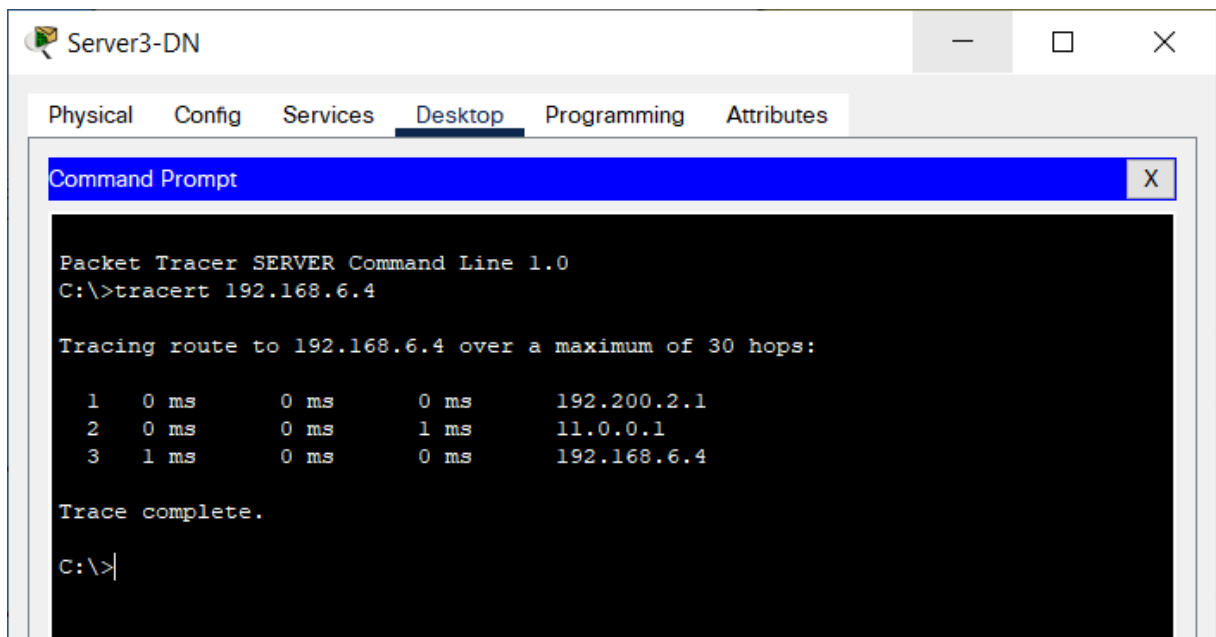 Server3-DN
Physical Config Services Desktop Programming Attributes
Command Prompt X
Packet Tracer SERVER Command Line 1.0
C:\>tracert 192.168.6.4
Tracing route to 192.168.6.4 over a maximum of 30 hops:
1 0 ms 0 ms 0 ms 192.200.2.1
2 0 ms 0 ms 1 ms 11.0.0.1
3 1 ms 0 ms 0 ms 192.168.6.4
Trace complete.
C:\>